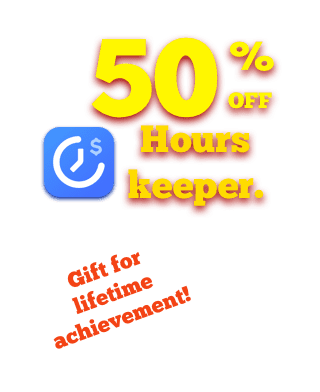 50 %
OFF
Hours
$
keeper.
Gift for
lifetime
achievement!